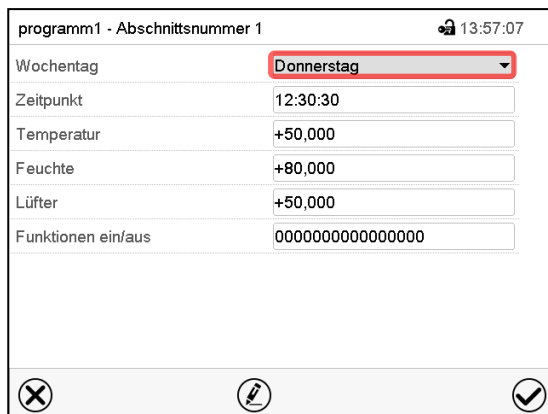 programm1 - Abschnittsnummer 1 13:57:07
Wochentag Donnerstag
Zeitpunkt 12:30:30
Temperatur +50,000
Feuchte +80,000
Lüfter +50,000
Funktionen ein/aus 0000000000000000